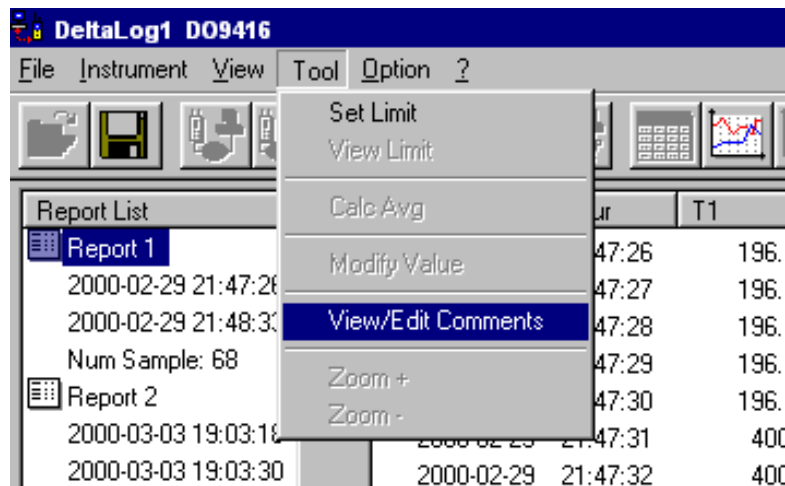 DeltaLog1 DO9416
File Instrument View Tool Option ?
Set Limit
View Limit
Calc Avg
Modify Value
View/Edit Comments
Zoom +
Zoom -
Report List
Report 1
2000-02-29 21:47:26
2000-02-29 21:48:33
Num Sample: 68
Report 2
2000-03-03 19:03:18
2000-03-03 19:03:30
ur T1
47:26 196.
47:27 196.
47:28 196.
47:29 196.
47:30 196.
2000-02-29 21:47:31 400
2000-02-29 21:47:32 400